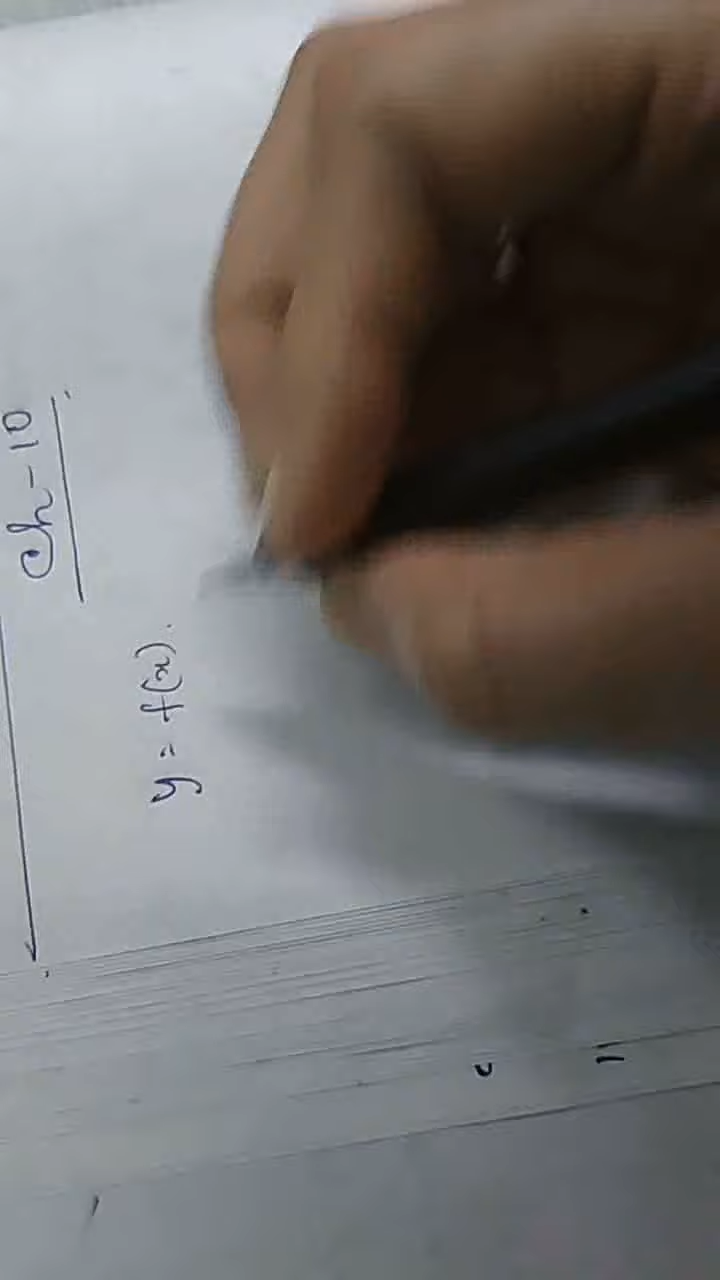 Ch-10
y = f(x).